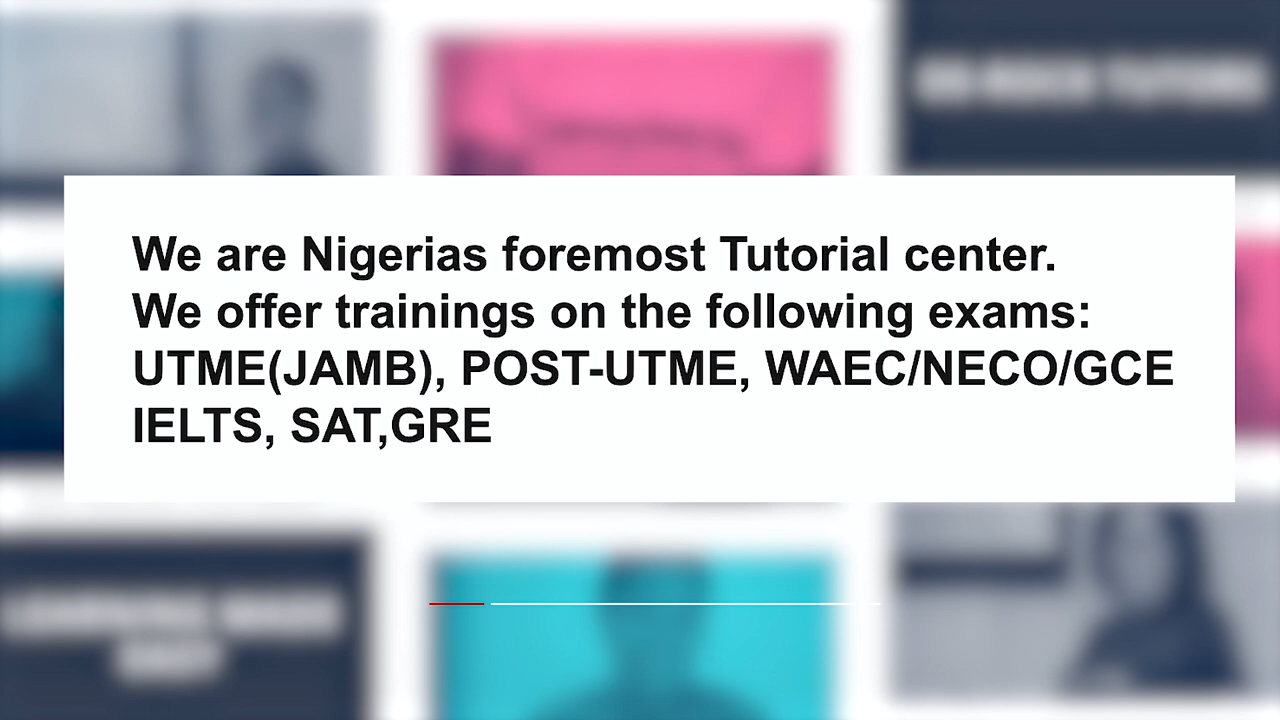 We are Nigerias foremost Tutorial center.
We offer trainings on the following exams:
UTME(JAMB), POST-UTME, WAEC/NECO/GCE
IELTS, SAT,GRE